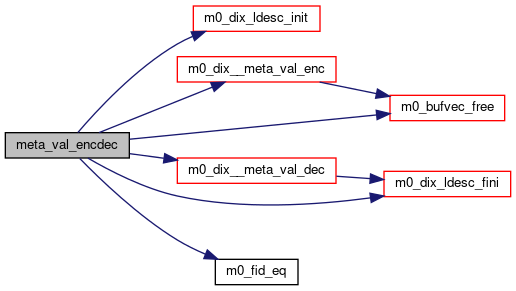 m0_dix_ldesc_init
m0_dix__meta_val_enc
m0_bufvec_free
meta_val_encdec
m0_dix__meta_val_dec
m0_dix_ldesc_fini
m0_fid_eq